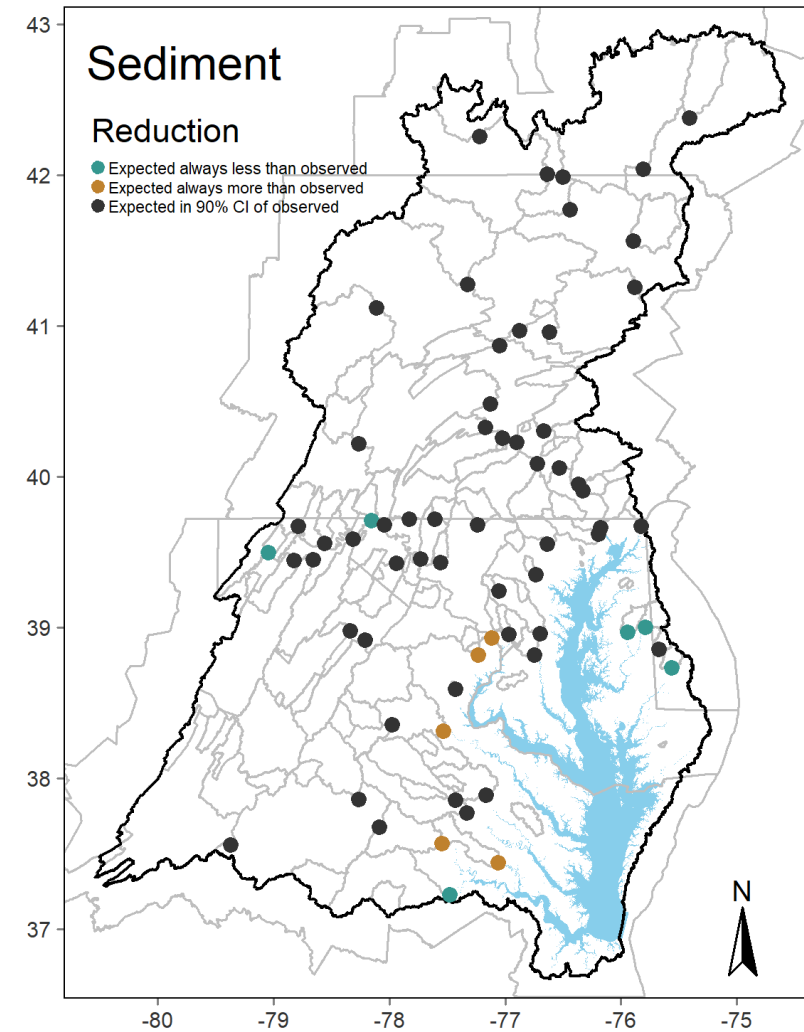 Sediment
Reduction
Expected always less than observed
Expected always more than observed
Expected in 90% CI of observed
43
42
41
40
39
38
37
N
-80
-79
-78
-77
-76
-75